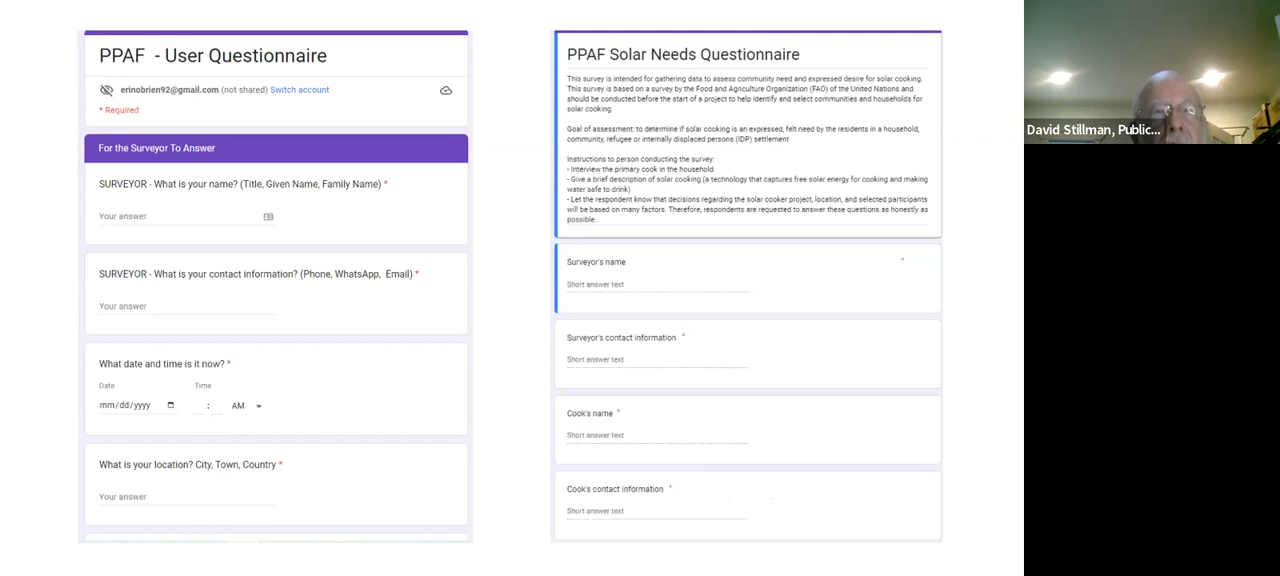 PPAF - User Questionnaire
erinobrien92@gmail.com (not shared) Switch account
* Required
For the Surveyor To Answer
SURVEYOR - What is your name? (Title, Given Name, Family Name) *
Your answer
SURVEYOR - What is your contact information? (Phone, WhatsApp, Email) *
Your answer
What date and time is it now? *
Date Time
mm/dd/yyyy : AM
What is your location? City, Town, Country *
Your answer
PPAF Solar Needs Questionnaire
This survey is intended for gathering data to assess community need and expressed desire for solar cooking.
This survey is based on a survey by the Food and Agriculture Organization (FAO) of the United Nations and
should be conducted before the start of a project to help identify and select communities and households for
solar cooking.
Goal of assessment: to determine if solar cooking is an expressed, felt need by the residents in a household,
community, refugee or internally displaced persons (IDP) settlement
Instructions to person conducting the survey:
- Interview the primary cook in the household
- Give a brief description of solar cooking (a technology that captures free solar energy for cooking and making
water safe to drink)
- Let the respondent know that decisions regarding the solar cooker project, location, and selected participants
will be based on many factors. Therefore, respondents are requested to answer these questions as honestly as
possible.
Surveyor's name *
Short answer text
Surveyor's contact information *
Short answer text
Cook's name *
Short answer text
Cook's contact information *
Short answer text
David Stillman, Public...